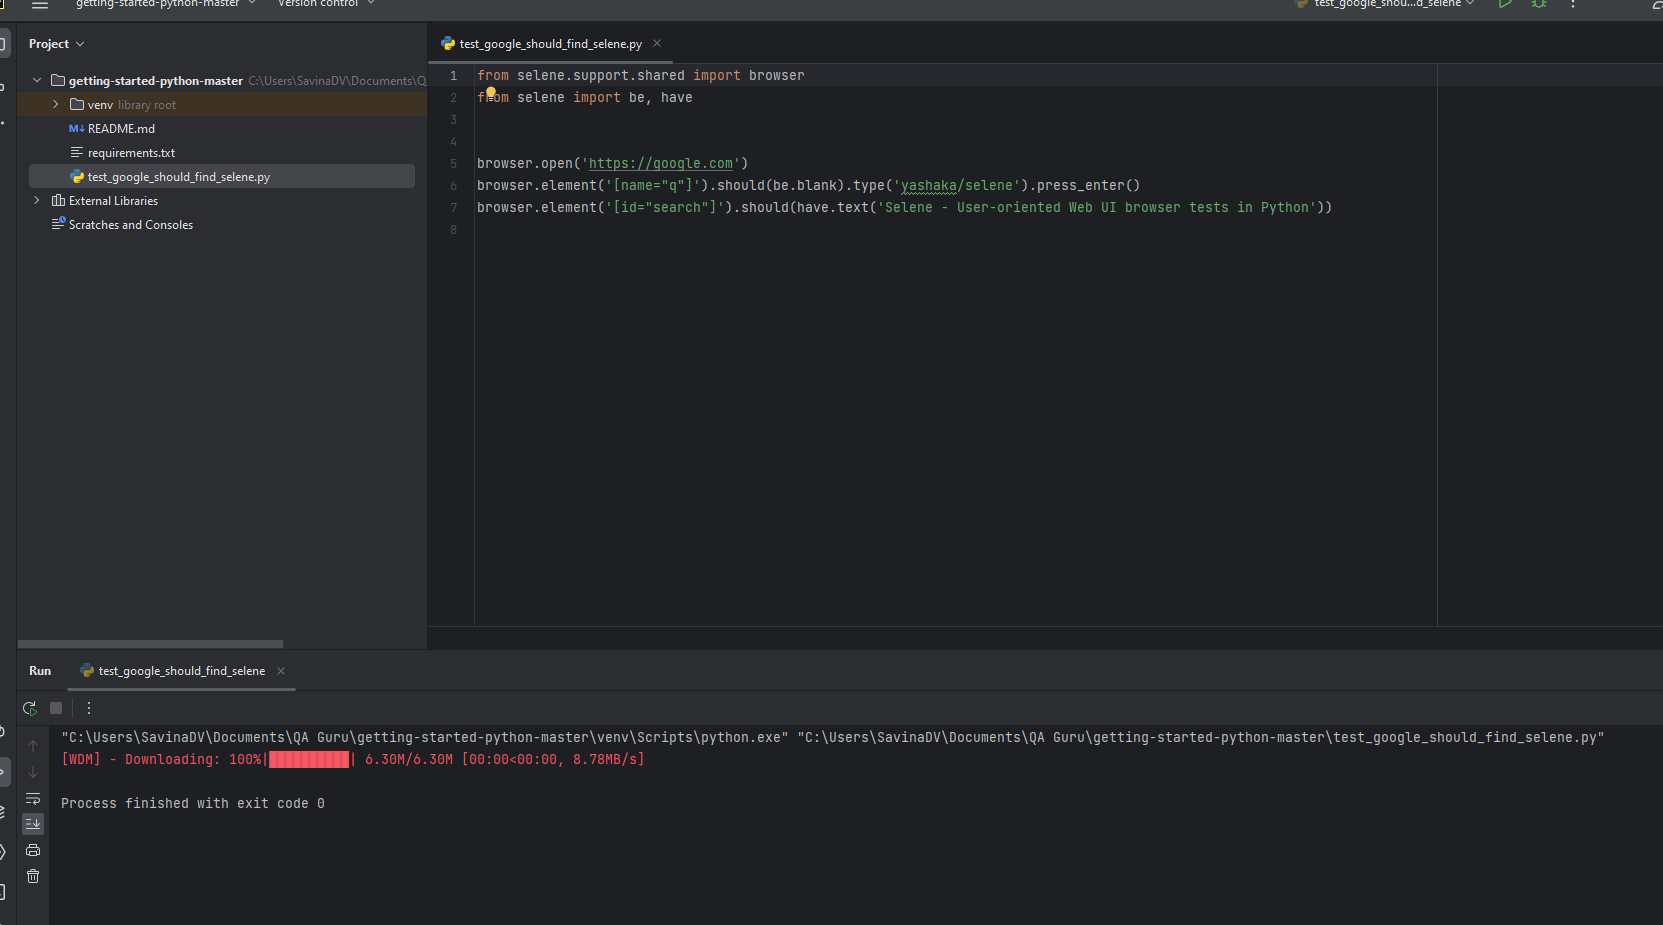 getting-started-python-master
Version control
test_google_shou...d_selene
Project
test_google_should_find_selene.py
getting-started-python-master C:\Users\SavinaDV\Documents\Q
venv library root
README.md
requirements.txt
test_google_should_find_selene.py
External Libraries
Scratches and Consoles
1 from selene.support.shared import browser
2 from selene import be, have
3
4
5 browser.open('https://google.com')
6 browser.element('[name="q"]').should(be.blank).type('yashaka/selene').press_enter()
7 browser.element('[id="search"]').should(have.text('Selene - User-oriented Web UI browser tests in Python'))
8
Run
test_google_should_find_selene
"C:\Users\SavinaDV\Documents\QA Guru\getting-started-python-master\venv\Scripts\python.exe" "C:\Users\SavinaDV\Documents\QA Guru\getting-started-python-master\test_google_should_find_selene.py"
[WDM] - Downloading: 100%|██████████| 6.30M/6.30M [00:00<00:00, 8.78MB/s]
Process finished with exit code 0